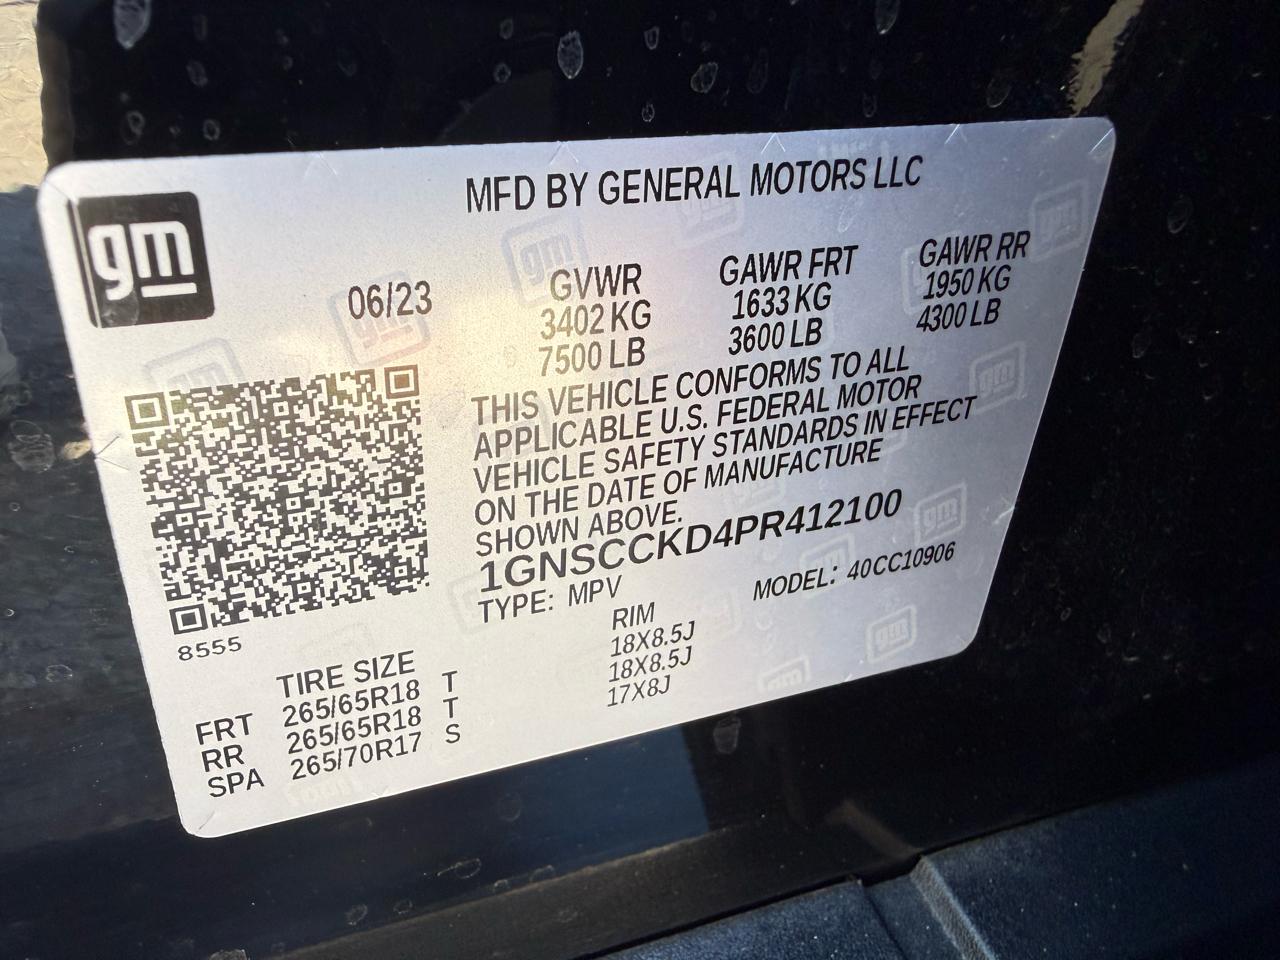 gm
MFD BY GENERAL MOTORS LLC
06/23
GVWR GAWR FRT GAWR RR
3402 KG 1633 KG 1950 KG
7500 LB 3600 LB 4300 LB
THIS VEHICLE CONFORMS TO ALL
APPLICABLE U.S. FEDERAL MOTOR
VEHICLE SAFETY STANDARDS IN EFFECT
ON THE DATE OF MANUFACTURE
SHOWN ABOVE.
1GNSCCKD4PR412100
TYPE: MPV MODEL: 40CC10906
8555
TIRE SIZE RIM
FRT 265/65R18 T 18X8.5J
RR 265/65R18 T 18X8.5J
SPA 265/70R17 S 17X8J